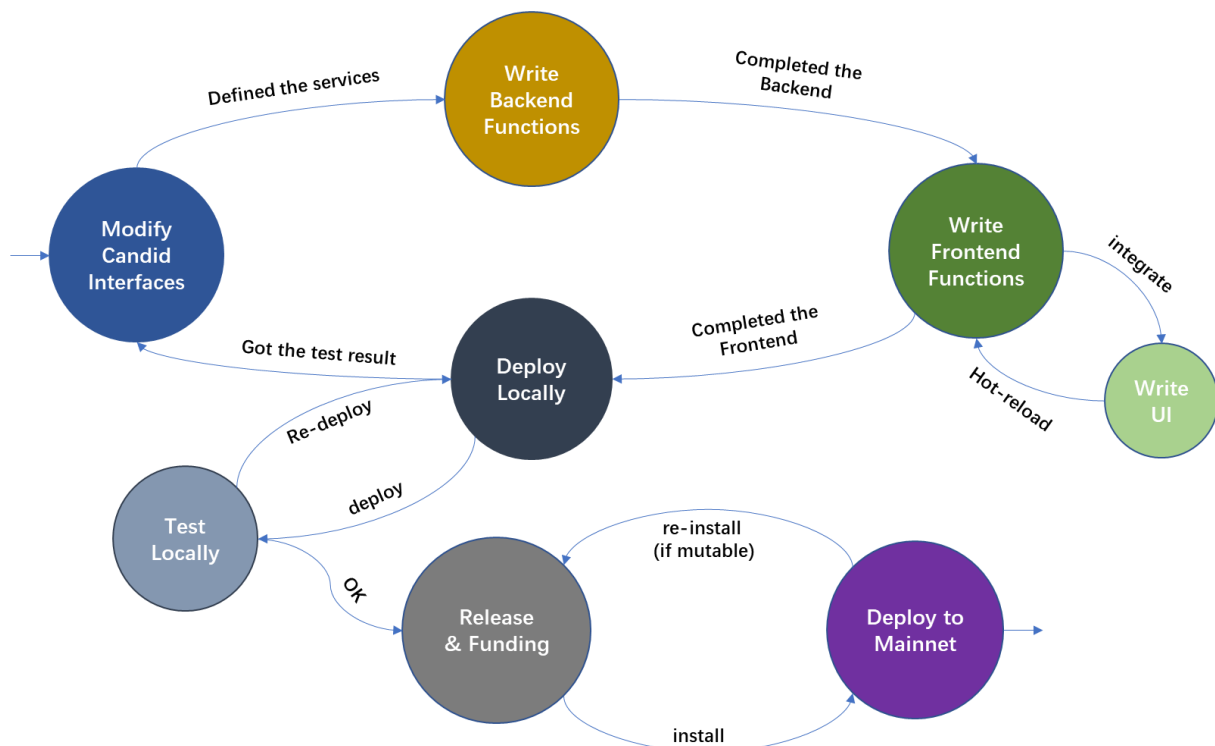 Write
Backend
Functions
Completed the
Backend
Defined the services
Modify
Candid
Interfaces
Write
Frontend
Functions
integrate
Completed the
Frontend
Got the test result
Deploy
Locally
Hot-reload
Write
UI
Re-deploy
deploy
Test
Locally
re-install
(if mutable)
OK
Release
& Funding
Deploy to
Mainnet
install